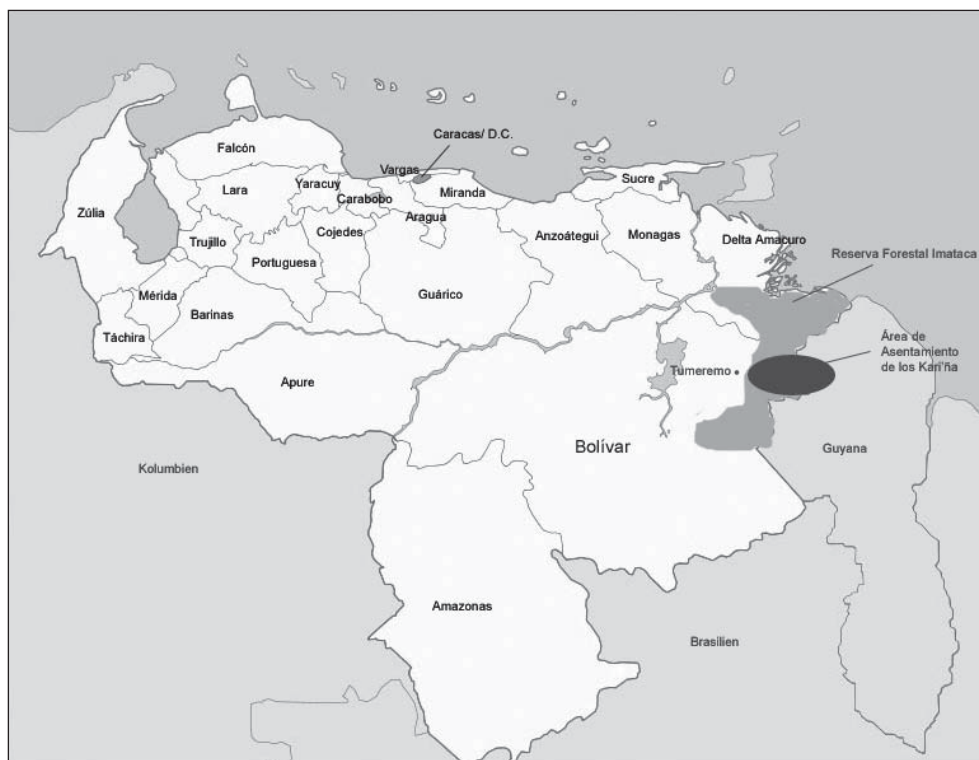 Caracas/ D.C.
Falcón
Vargas
Sucre
Lara
Yaracuy
Carabobo
Miranda
Zúlia
Aragua
Trujillo
Cojedes
Anzoátegui
Monagas
Delta Amacuro
Portuguesa
Reserva Forestal Imataca
Mérida
Guárico
Barinas
Táchira
Área de
Asentamiento
de los Kari'ña
Apure
Tumeremo
Bolívar
Guyana
Kolumbien
Amazonas
Brasilien